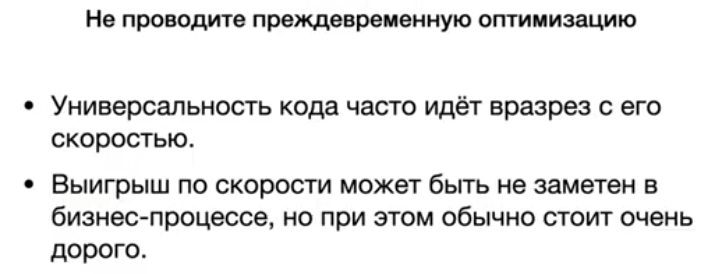 Не проводите преждевременную оптимизацию
• Универсальность кода часто идёт вразрез с его
скоростью.
• Выигрыш по скорости может быть не заметен в
бизнес-процессе, но при этом обычно стоит очень
дорого.